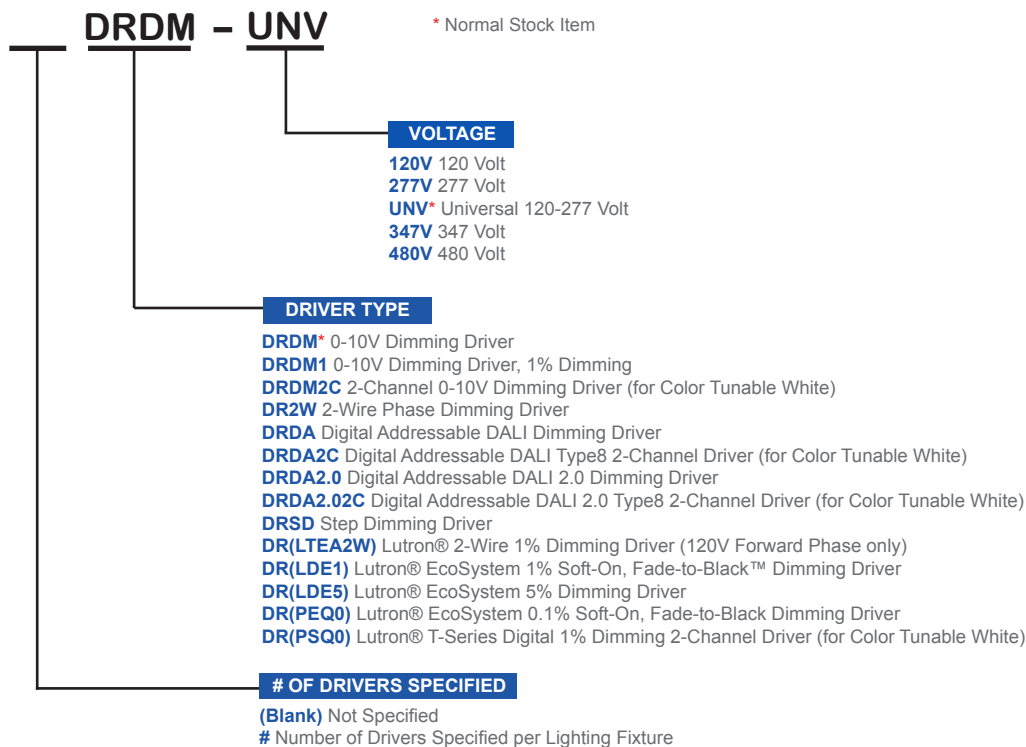 DRDM – UNV
* Normal Stock Item
VOLTAGE
120V 120 Volt
277V 277 Volt
UNV* Universal 120-277 Volt
347V 347 Volt
480V 480 Volt
DRIVER TYPE
DRDM* 0-10V Dimming Driver
DRDM1 0-10V Dimming Driver, 1% Dimming
DRDM2C 2-Channel 0-10V Dimming Driver (for Color Tunable White)
DR2W 2-Wire Phase Dimming Driver
DRDA Digital Addressable DALI Dimming Driver
DRDA2C Digital Addressable DALI Type8 2-Channel Driver (for Color Tunable White)
DRDA2.0 Digital Addressable DALI 2.0 Dimming Driver
DRDA2.02C Digital Addressable DALI 2.0 Type8 2-Channel Driver (for Color Tunable White)
DRSD Step Dimming Driver
DR(LTEA2W) Lutron® 2-Wire 1% Dimming Driver (120V Forward Phase only)
DR(LDE1) Lutron® EcoSystem 1% Soft-On, Fade-to-Black™ Dimming Driver
DR(LDE5) Lutron® EcoSystem 5% Dimming Driver
DR(PEQ0) Lutron® EcoSystem 0.1% Soft-On, Fade-to-Black Dimming Driver
DR(PSQ0) Lutron® T-Series Digital 1% Dimming 2-Channel Driver (for Color Tunable White)
# OF DRIVERS SPECIFIED
(Blank) Not Specified
# Number of Drivers Specified per Lighting Fixture